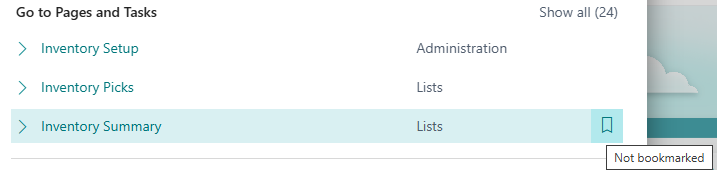 Go to Pages and Tasks Show all (24)
Inventory Setup Administration
Inventory Picks Lists
Inventory Summary Lists
Not bookmarked